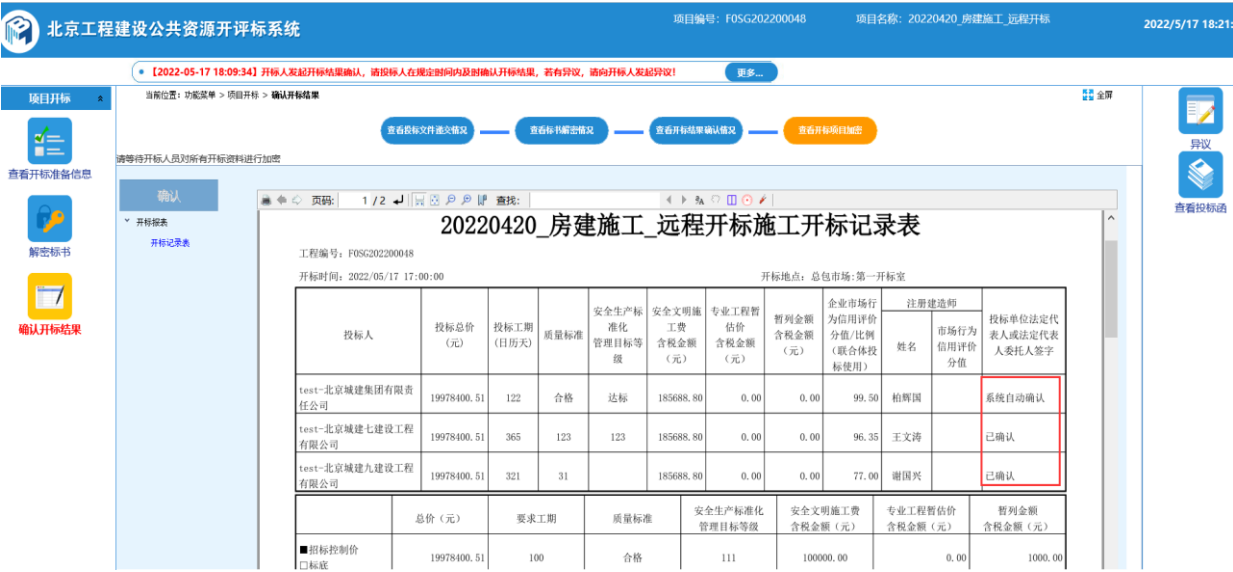 北京工程建设公共资源开评标系统
项目编号：F0SG202200048
项目名称：20220420_房建施工_远程开标
2022/5/17 18:21:
【2022-05-17 18:09:34】开标人发起开标结果确认，请投标人在规定时间内及时确认开标结果，若有异议，请向开标人发起异议！
更多...
项目开标
当前位置：功能菜单 > 项目开标 > 确认开标结果
全屏
查看投标文件递交情况
查看标书解密情况
查看开标结果确认情况
查看开标项目加密
请等待开标人员对所有开标资料进行加密
查看开标准备信息
解密标书
确认开标结果
异议
查看投标函
确认
开标报表
开标记录表
页码： 1 / 2
查找：
20220420_房建施工_远程开标施工开标记录表
工程编号：F0SG202200048
开标时间：2022/05/17 17:00:00
开标地点：总包市场:第一开标室
投标人
投标总价
（元）
投标工期
（日历天）
质量标准
安全生产标
准化
管理目标等
级
安全文明施
工费
含税金额
（元）
专业工程暂
估价
含税金额
（元）
暂列金额
含税金额
（元）
企业市场行
为信用评价
分值/比例
（联合体投
标使用）
注册建造师
姓名
市场行为
信用评价
分值
投标单位法定代
表人或法定代表
人委托人签字
test-北京城建集团有限责
任公司
19978400.51 122 合格 达标 185688.80 0.00 0.00 99.50 柏辉国 系统自动确认
test-北京城建七建设工程
有限公司
19978400.51 365 123 123 185688.80 0.00 0.00 96.35 王文涛 已确认
test-北京城建九建设工程
有限公司
19978400.51 321 31 185688.80 0.00 0.00 77.00 谢国兴 已确认
总价（元）
要求工期
质量标准
安全生产标准化
管理目标等级
安全文明施工费
含税金额（元）
专业工程暂估价
含税金额（元）
暂列金额
含税金额（元）
■招标控制价
□标底
19978400.51 100 合格 111 100000.00 0.00 1000.00